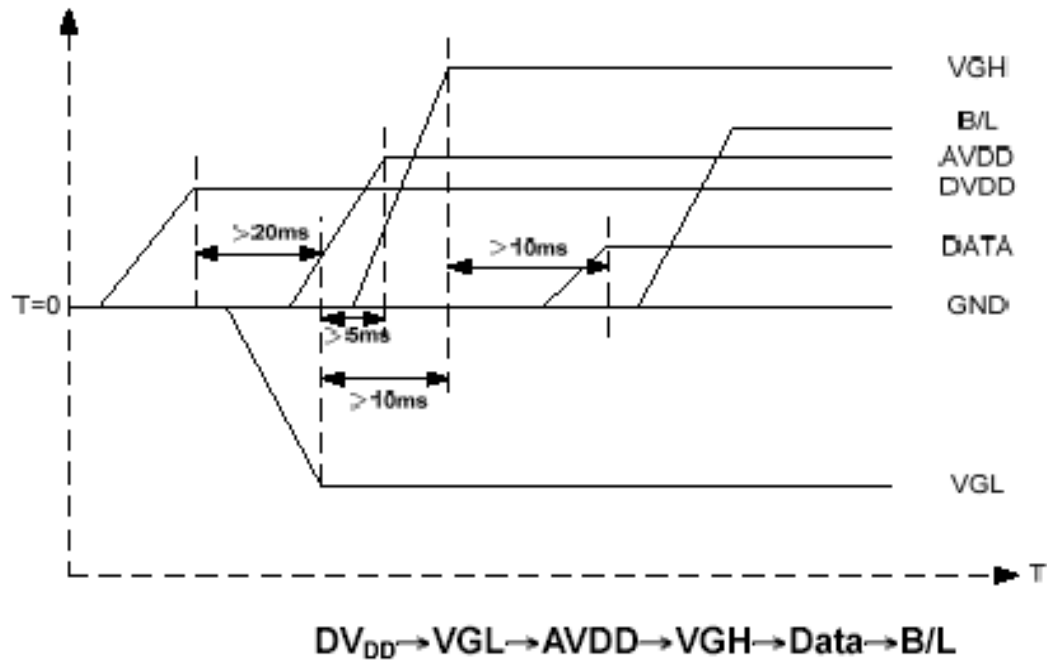 VGH
B/L
AVDD
DVDD
>20ms
>10ms
DATA
T=0
GND
>5ms
>10ms
VGL
T
DVDD→VGL→AVDD→VGH→Data→B/L